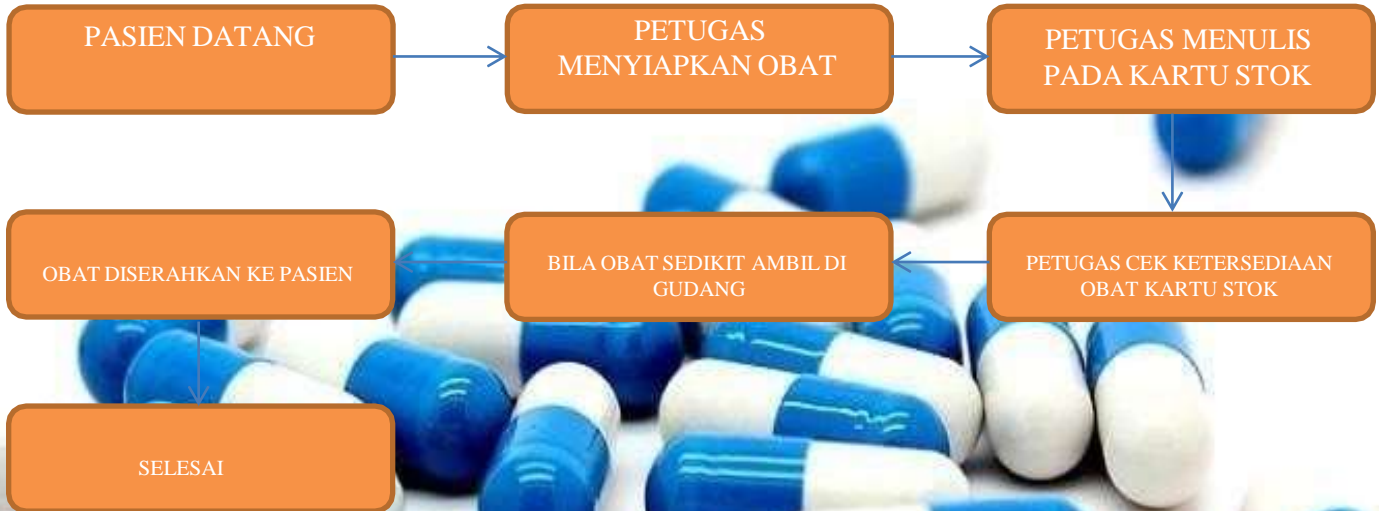 PASIEN DATANG
PETUGAS
MENYIAPKAN OBAT
PETUGAS MENULIS
PADA KARTU STOK
PETUGAS CEK KETERSEDIAAN
OBAT KARTU STOK
BILA OBAT SEDIKIT AMBIL DI
GUDANG
OBAT DISERAHKAN KE PASIEN
SELESAI